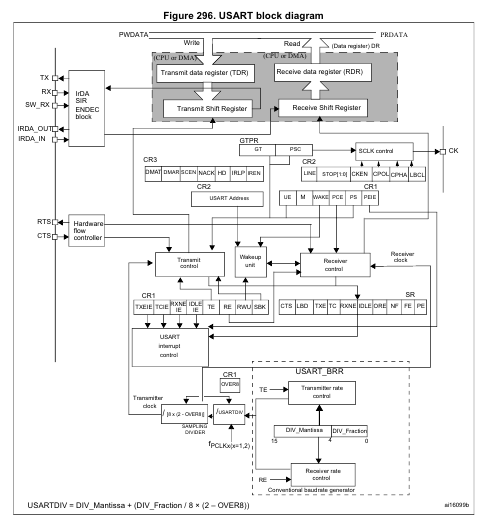 Figure 296. USART block diagram
PWDATA
PRDATA
Write
Read
(Data register) DR
(CPU or DMA)
(CPU or DMA)
TX
RX
SW_RX
IRDA_OUT
IRDA_IN
IrDA
SIR
ENDEC
block
Transmit data register (TDR)
Receive data register (RDR)
Transmit Shift Register
Receive Shift Register
GTPR
GT PSC
SCLK control
CK
CR3
DMAT DMAR SCEN NACK HD IRLP IREN
CR2
LINE STOP[1:0] CKEN CPOL CPHA LBCL
CR2
USART Address
CR1
UE M WAKE PCE PS PEIE
RTS
CTS
Hardware
flow
controller
Transmit
control
Wakeup
unit
Receiver
control
Receiver
clock
CR1
TXEIE TCIE RXNE IE IDLE IE TE RE RWU SBK
SR
CTS LBD TXE TC RXNE IDLE ORE NF FE PE
USART
interrupt
control
USART_BRR
CR1
OVER8
Transmitter
clock
/ [8 x (2 - OVER8)]
SAMPLING
DIVIDER
/USARTDIV
fPCLKx(x=1,2)
TE
Transmitter rate
control
DIV_Mantissa DIV_Fraction
15 4 0
Receiver rate
control
RE
Conventional baudrate generator
USARTDIV = DIV_Mantissa + (DIV_Fraction / 8 × (2 – OVER8))
ai16099b